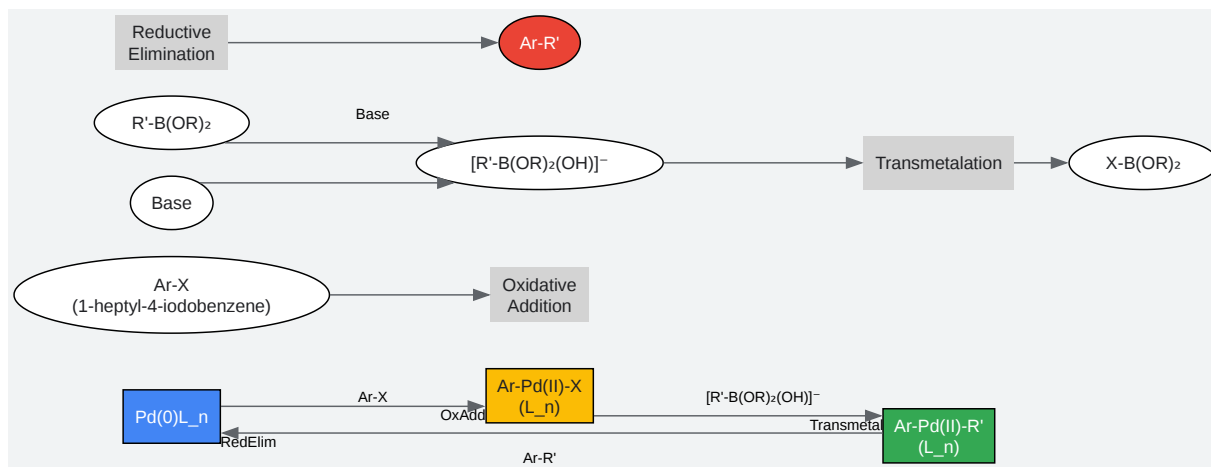 Reductive
Elimination
Ar-R'
R'-B(OR)₂
Base
[R'-B(OR)₂(OH)]⁻
Transmetalation
X-B(OR)₂
Base
Ar-X
(1-heptyl-4-iodobenzene)
Oxidative
Addition
Pd(0)L_n
Ar-X
OxAdd
Ar-Pd(II)-X
(L_n)
[R'-B(OR)₂(OH)]⁻
Transmetal
Ar-Pd(II)-R'
(L_n)
RedElim
Ar-R'